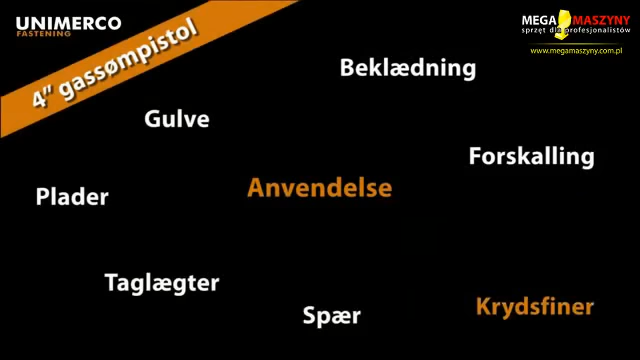 UNIMERCO
FASTENING
MEGA MASZYNY
sprzęt dla profesjonalistów
www.megamaszyny.com.pl
4" gassømpistol
Beklædning
Gulve
Forskalling
Anvendelse
Plader
Taglægter
Spær
Krydsfiner